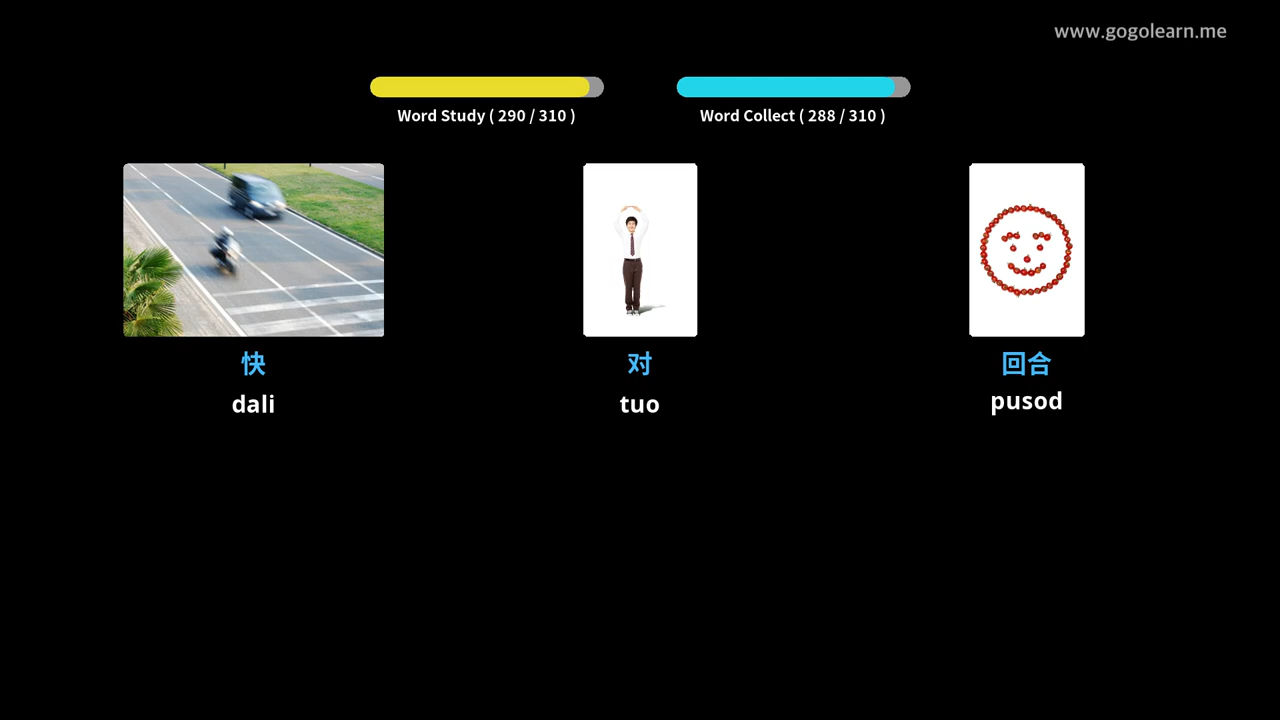 www.gogolearn.me
Word Study ( 290 / 310 )
Word Collect ( 288 / 310 )
快
对
回合
dali
tuo
pusod